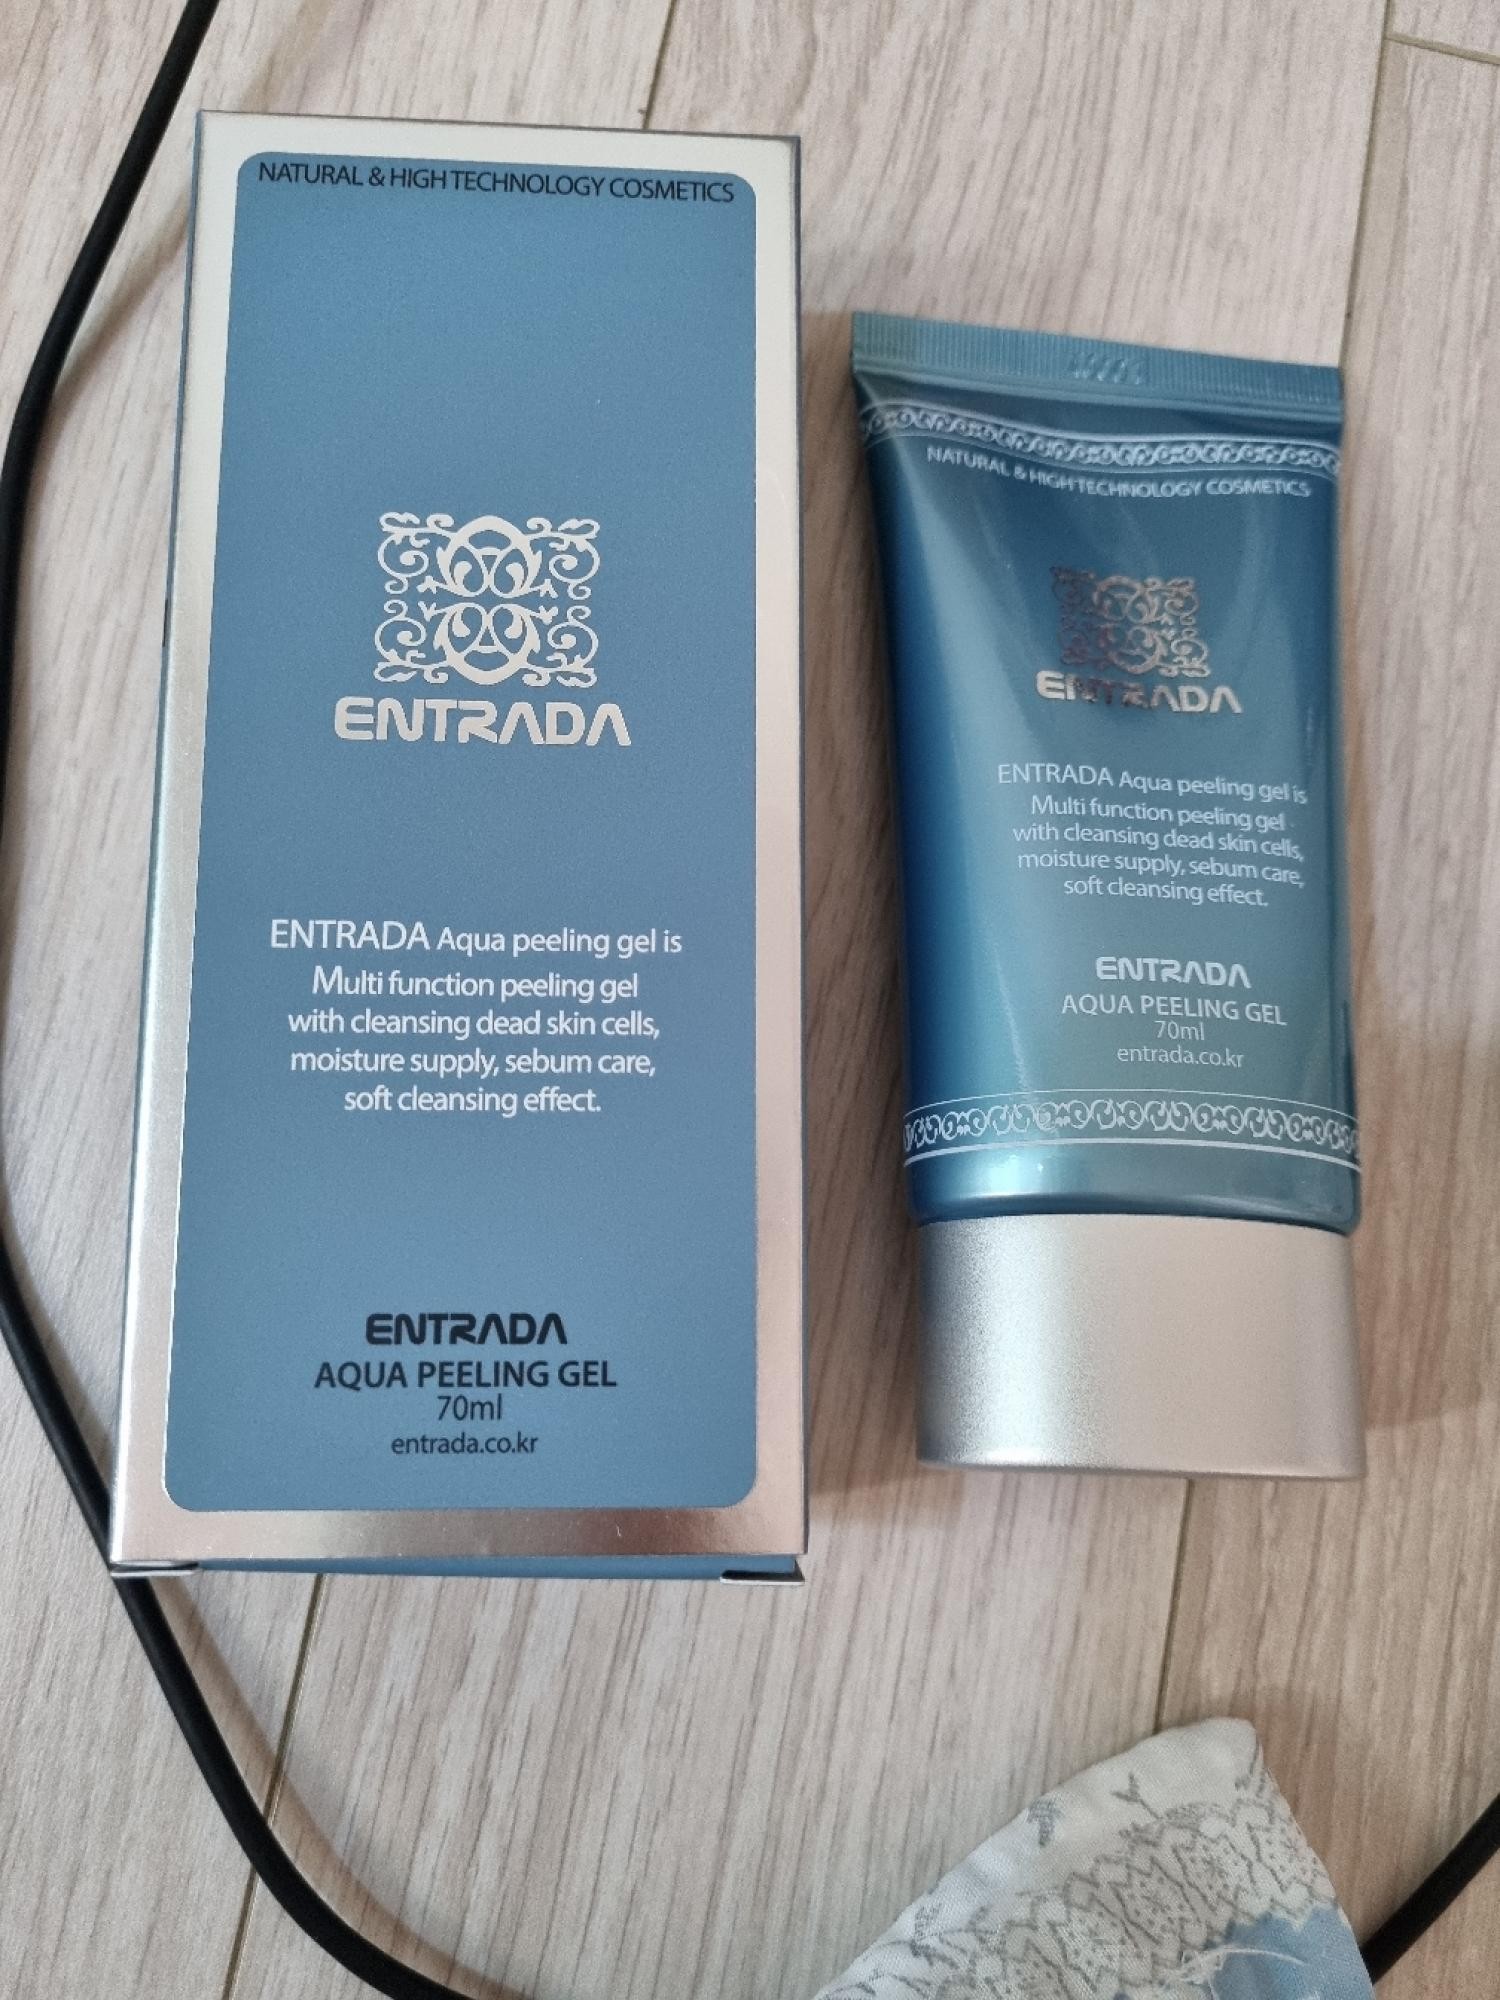 NATURAL & HIGH TECHNOLOGY COSMETICS
ENTRADA
ENTRADA Aqua peeling gel is
Multi function peeling gel
with cleansing dead skin cells,
moisture supply, sebum care,
soft cleansing effect.
ENTRADA
AQUA PEELING GEL
70ml
entrada.co.kr
NATURAL & HIGH TECHNOLOGY COSMETICS
ENTRADA
ENTRADA Aqua peeling gel is
Multi function peeling gel
with cleansing dead skin cells,
moisture supply, sebum care,
soft cleansing effect.
ENTRADA
AQUA PEELING GEL
70ml
entrada.co.kr